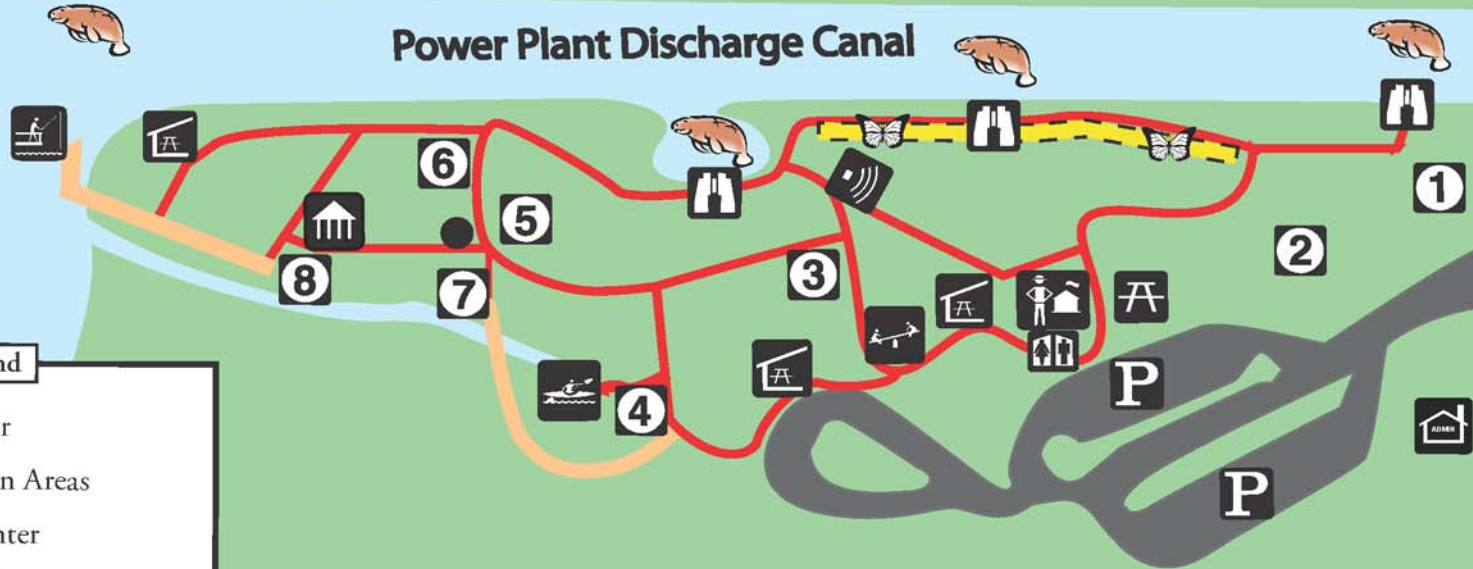 Power Plant Discharge Canal
6
1
5
2
3
8
7
nd
P
4
r
ADMIN
n Areas
P
nter